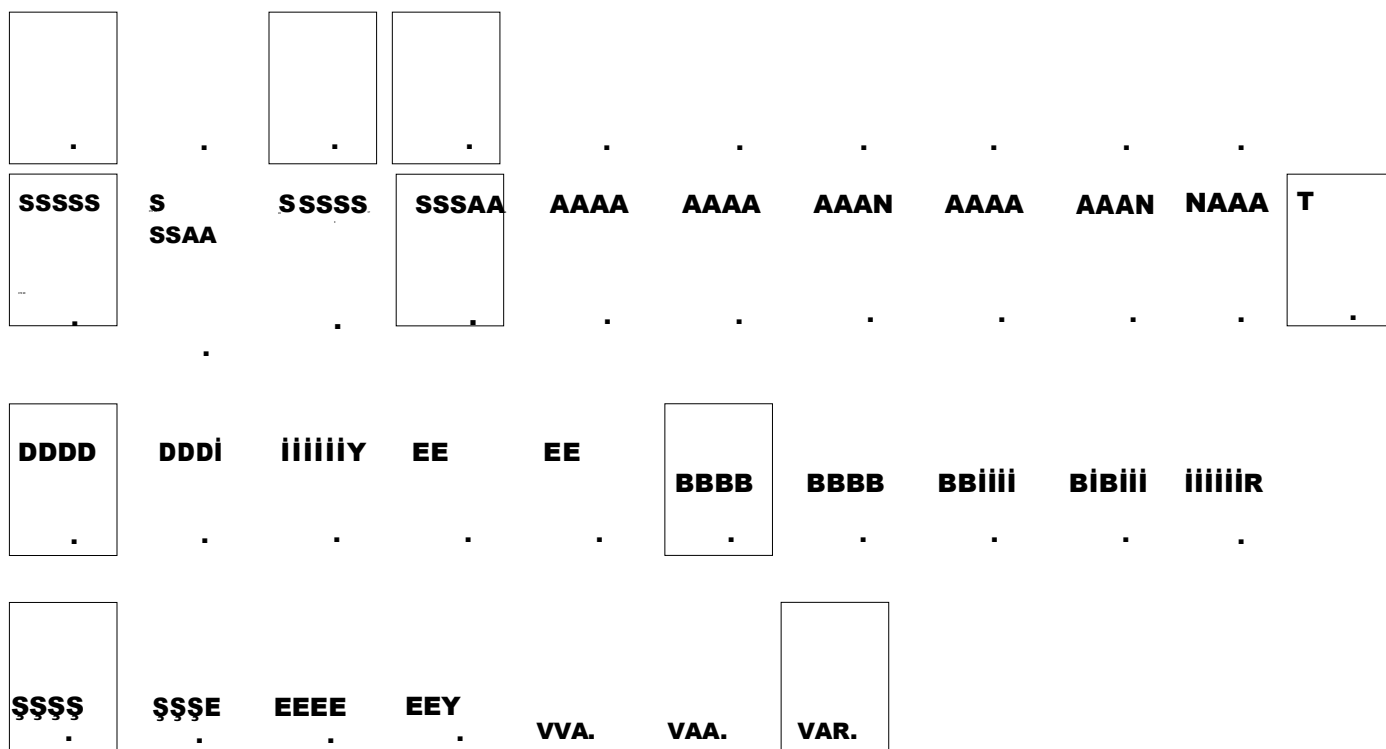 . . . . . . . . . .
SSSSS S SSSSS SSSAA AAAA AAAA AAAN AAAA AAAN NAAA T
SSAA
. . . . . . . . . .
.
DDDD DDDİ İİİİİİY EE EE
BBBB BBBB BBİİİİ BİBİİİ İİİİİİR
. . . . . . . . . .
ŞŞŞŞ ŞŞŞE EEEE EEY
. . . . VVA. VAA. VAR.